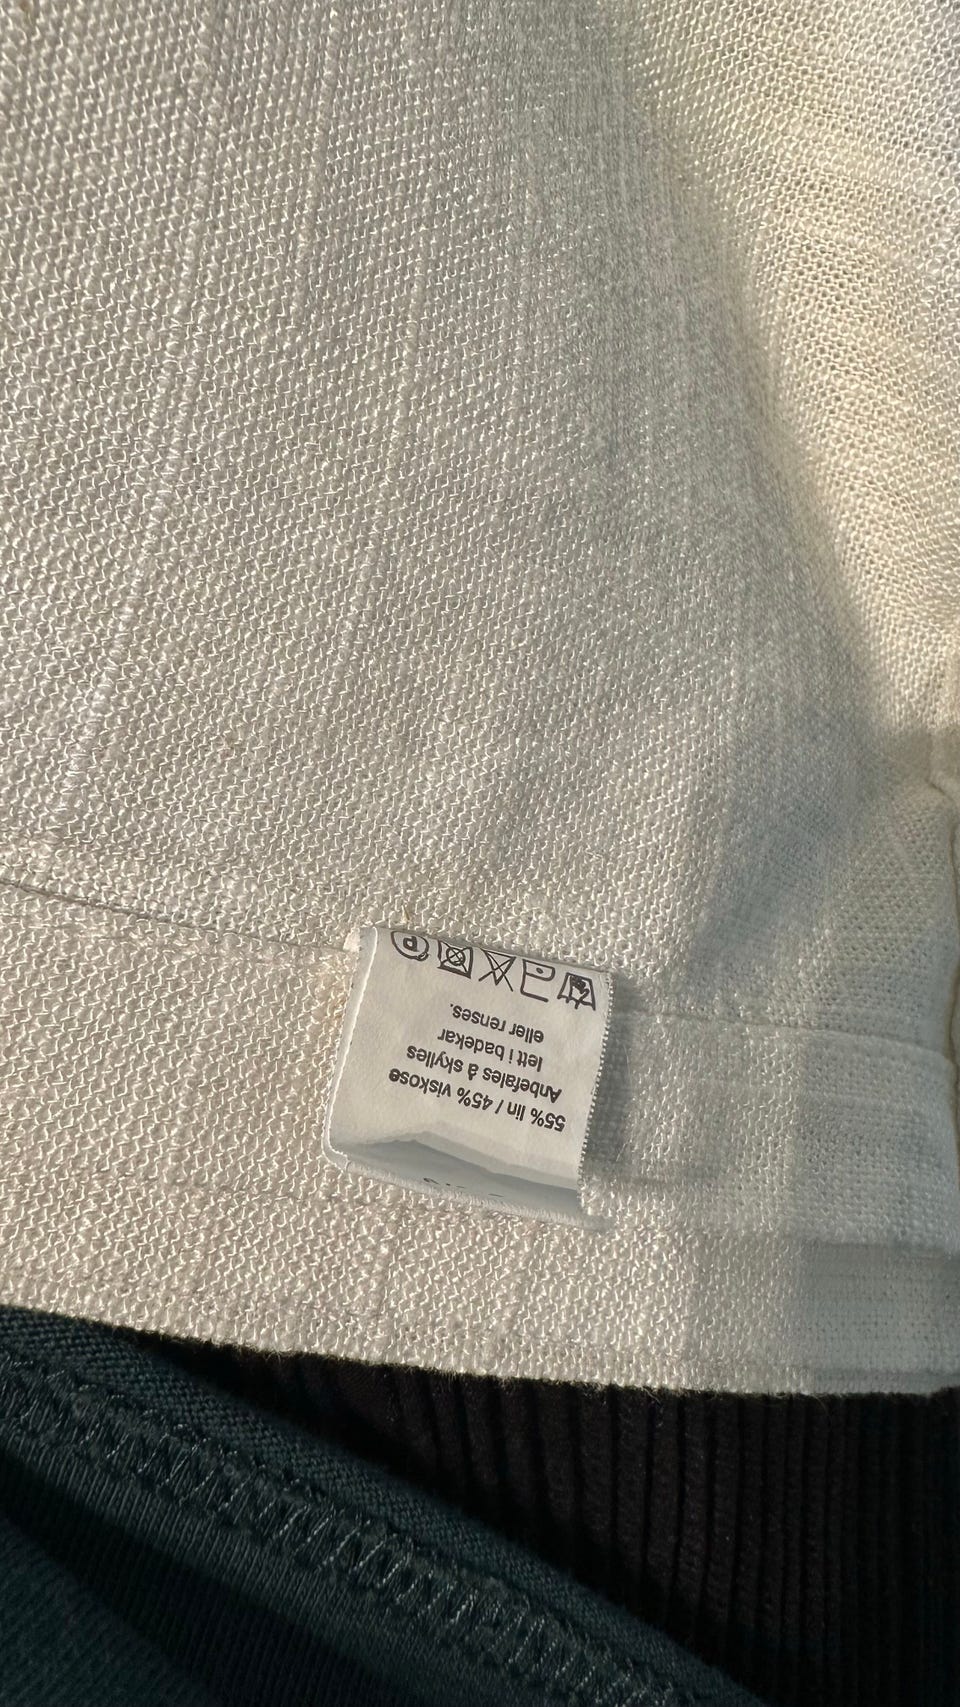 55% lin / 45% viskose
Anbefales å skylles
lett i badekar
eller renses.
P